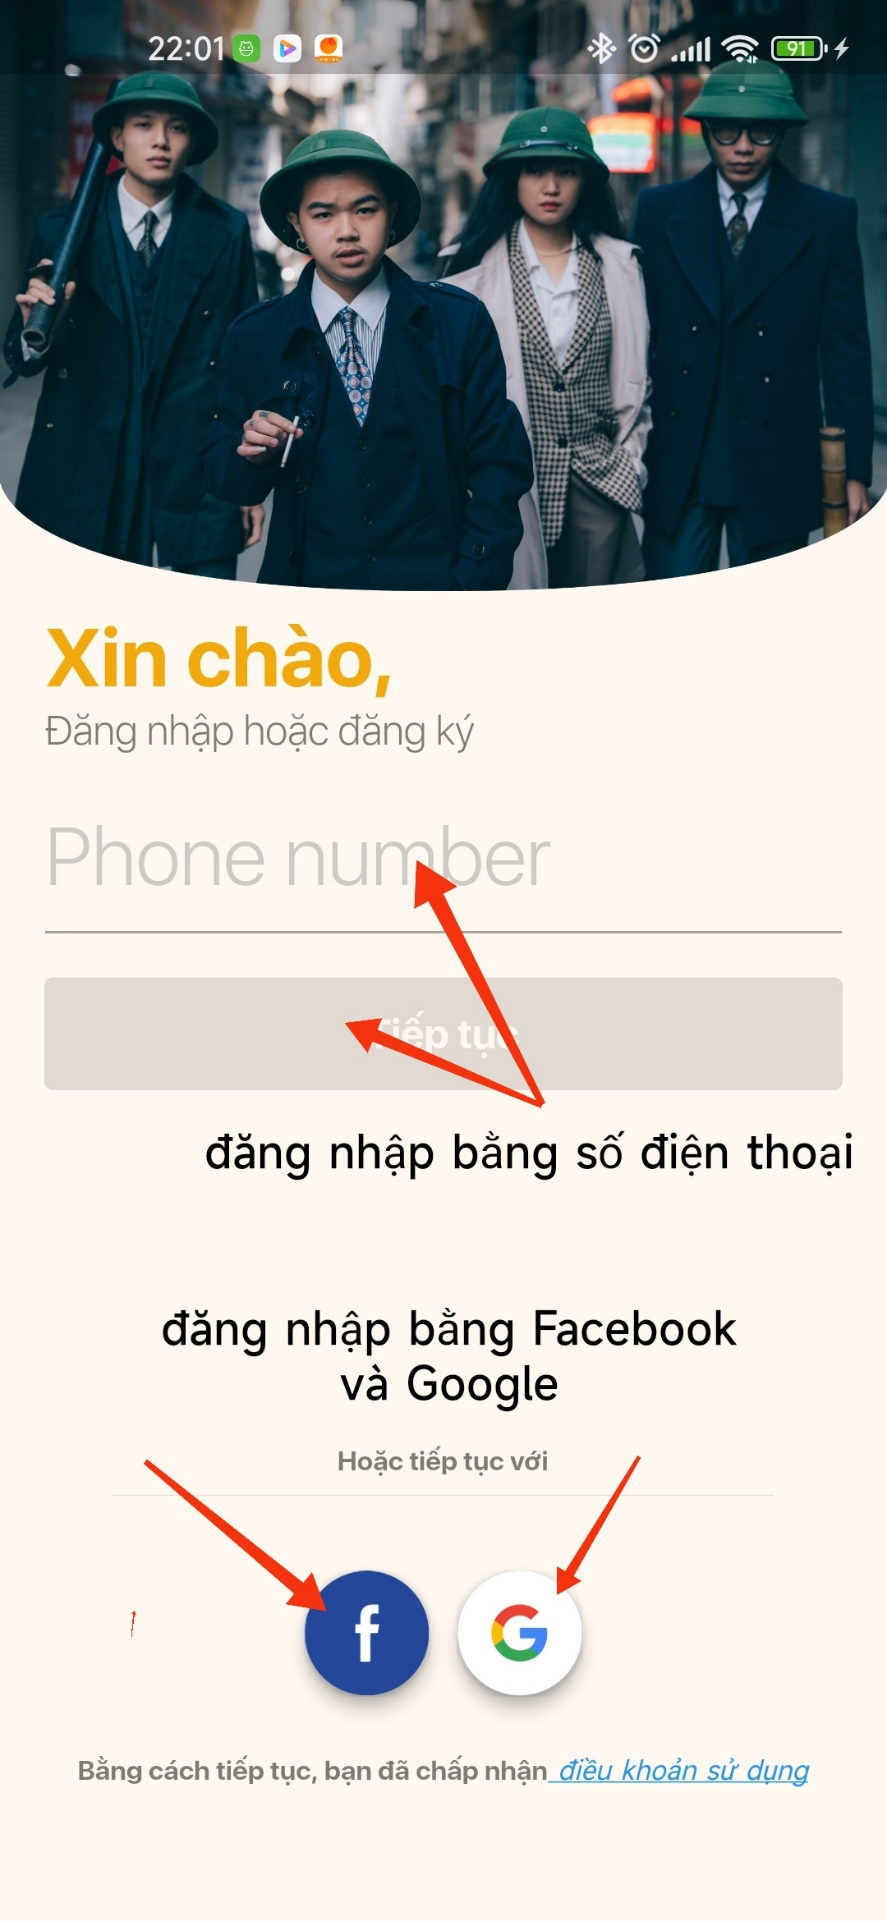 22:01
91
Xin chào,
Đăng nhập hoặc đăng ký
Phone number
Tiếp tục
đăng nhập bằng số điện thoại
đăng nhập bằng Facebook
và Google
Hoặc tiếp tục với
f G
Bằng cách tiếp tục, bạn đã chấp nhận điều khoản sử dụng